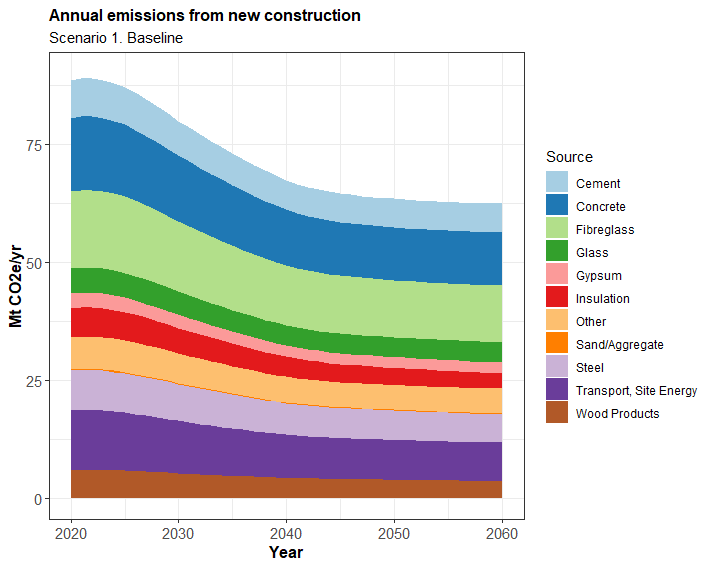 Annual emissions from new construction
Scenario 1. Baseline
Mt CO2e/yr
75
50
25
0
2020 2030 2040 2050 2060
Year
Source
Cement
Concrete
Fibreglass
Glass
Gypsum
Insulation
Other
Sand/Aggregate
Steel
Transport, Site Energy
Wood Products